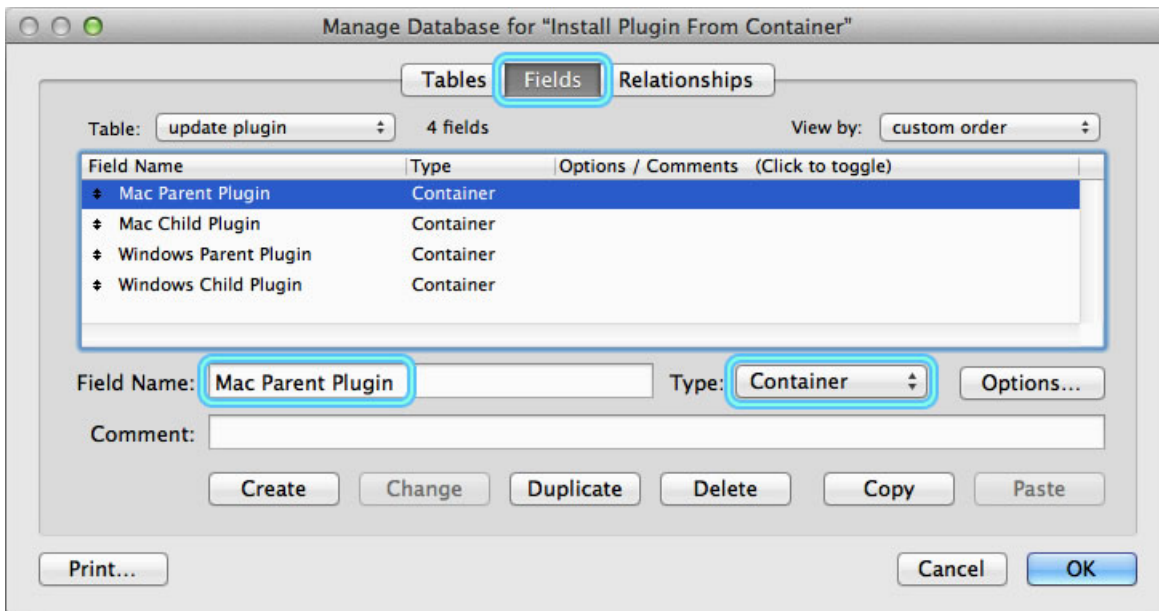 Manage Database for “Install Plugin From Container”
Tables Fields Relationships
Table: update plugin 4 fields View by: custom order
Field Name Type Options / Comments (Click to toggle)
Mac Parent Plugin Container
Mac Child Plugin Container
Windows Parent Plugin Container
Windows Child Plugin Container
Field Name: Mac Parent Plugin Type: Container Options...
Comment:
Create Change Duplicate Delete Copy Paste
Print... Cancel OK